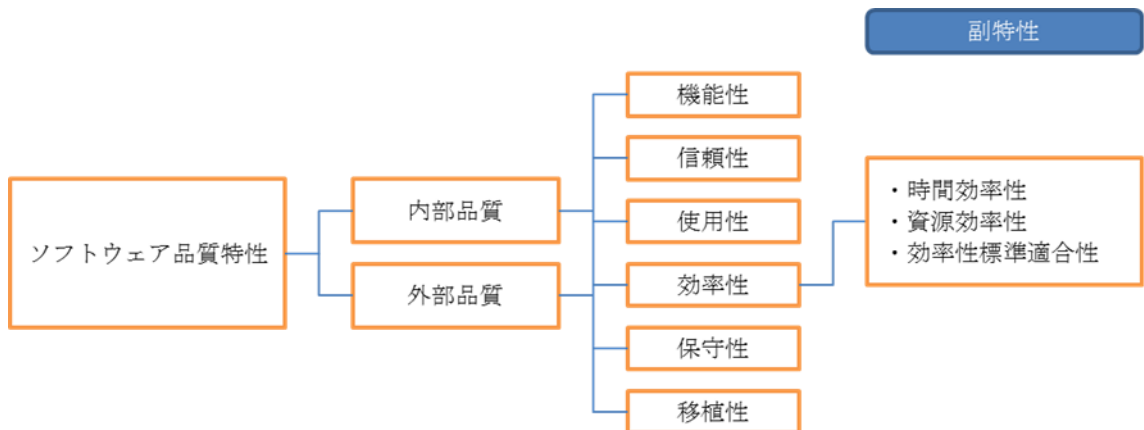 副特性
ソフトウェア品質特性
内部品質
外部品質
機能性
信頼性
使用性
効率性
保守性
移植性
・時間効率性
・資源効率性
・効率性標準適合性